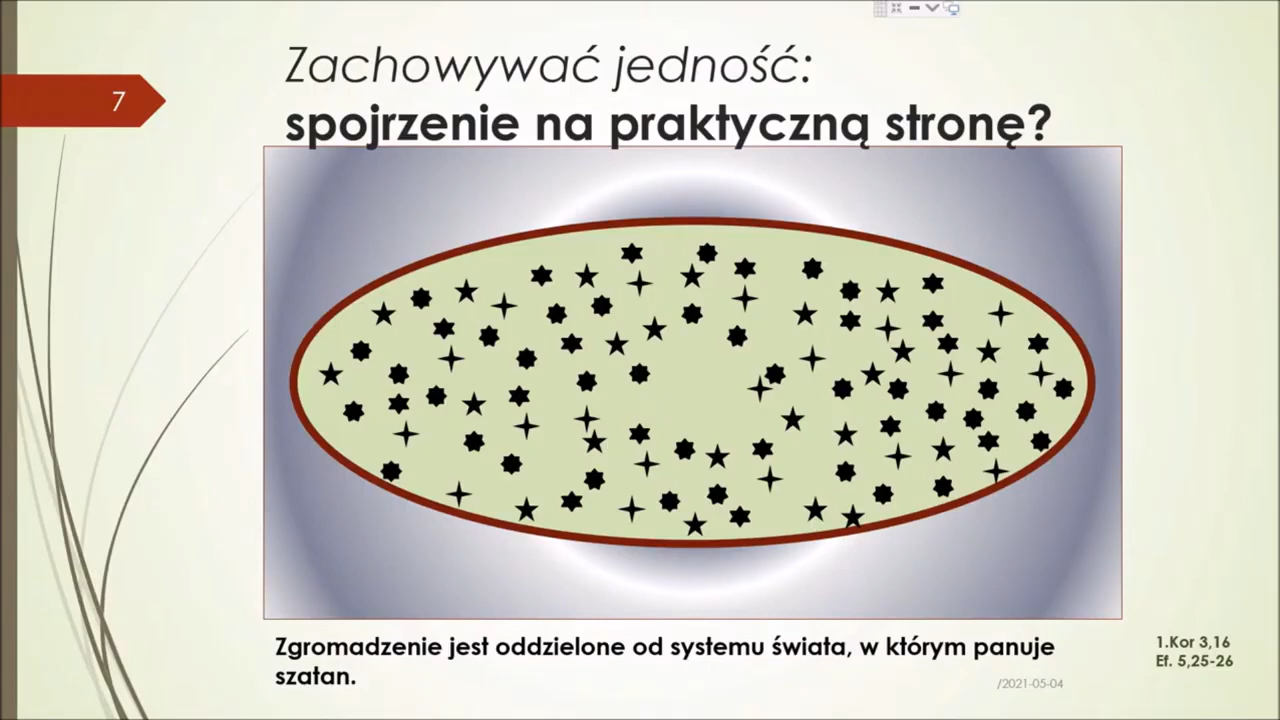 7
Zachowywać jedność:
spojrzenie na praktyczną stronę?
Zgromadzenie jest oddzielone od systemu świata, w którym panuje
szatan.
1.Kor 3,16
Ef. 5,25-26
/2021-05-04